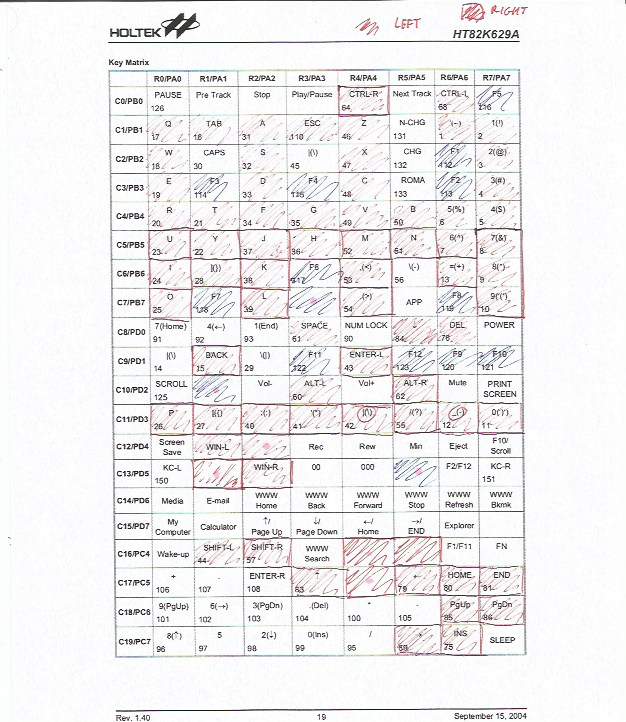 LEFT
RIGHT
HOLTEK
HT82K629A
Key Matrix
R0/PA0 R1/PA1 R2/PA2 R3/PA3 R4/PA4 R5/PA5 R6/PA6 R7/PA7
C0/PB0 PAUSE Pre Track Stop Play/Pause CTRL-R Next Track CTRL-L F5
126 64 68 116
C1/PB1 Q TAB A ESC Z N-CHG 1(!)
17 16 31 110 46 131 1 2
C2/PB2 W CAPS S |(\) X CHG F1 2(@)
18 30 32 45 47 132 112 3
C3/PB3 E F3 D F4 C ROMA F2 3(#)
19 114 33 115 48 133 113 4
C4/PB4 R T F G V B 5(%) 4($)
20 21 34 35 49 50 6 5
C5/PB5 U Y J H M N 6(^) 7(&)
23 22 37 36 52 51 7 8
C6/PB6 I ](}) K F6 ,(<) \(-) =(+) 8(*)
24 28 38 117 53 56 13 9
C7/PB7 O F7 L .(>) APP F8 9('(')
25 118 39 54 119 10
C8/PD0 7(Home) 4(←) 1(End) SPACE NUM LOCK ↓ DEL POWER
91 92 93 61 90 84 76
C9/PD1 |(\) BACK \(|) F11 ENTER-L F12 F9 F10
14 15 29 122 43 123 120 121
C10/PD2 SCROLL Vol- ALT-L Vol+ ALT-R Mute PRINT
125 60 62 SCREEN
C11/PD3 P [({) ;(:) '(") ](\) /(?) _(-) 0(')')
26 27 40 41 42 55 12 11
C12/PD4 Screen Save WIN-L Rec Rew Min Eject F10/ Scroll
C13/PD5 KC-L WIN-R 00 000 F2/F12 KC-R
150 151
C14/PD6 Media E-mail WWW Home WWW Back WWW Forward WWW Stop WWW Refresh WWW Bkmk
C15/PD7 My Computer Calculator ↑/ Page Up ↓/ Page Down ←/ Home →/ END Explorer
C16/PC4 Wake-up SHIFT-L SHIFT-R WWW Search F1/F11 FN
44 57
C17/PC5 + - ENTER-R ↑ ← HOME END
106 107 108 83 79 80 81
C18/PC6 9(PgUp) 6(→) 3(PgDn) .(Del) * - PgUp PgDn
101 102 103 104 100 105 85 86
C19/PC7 8(↑) 5 2(↓) 0(Ins) / → INS SLEEP
96 97 98 99 95 89 75
Rev. 1.40 19 September 15, 2004